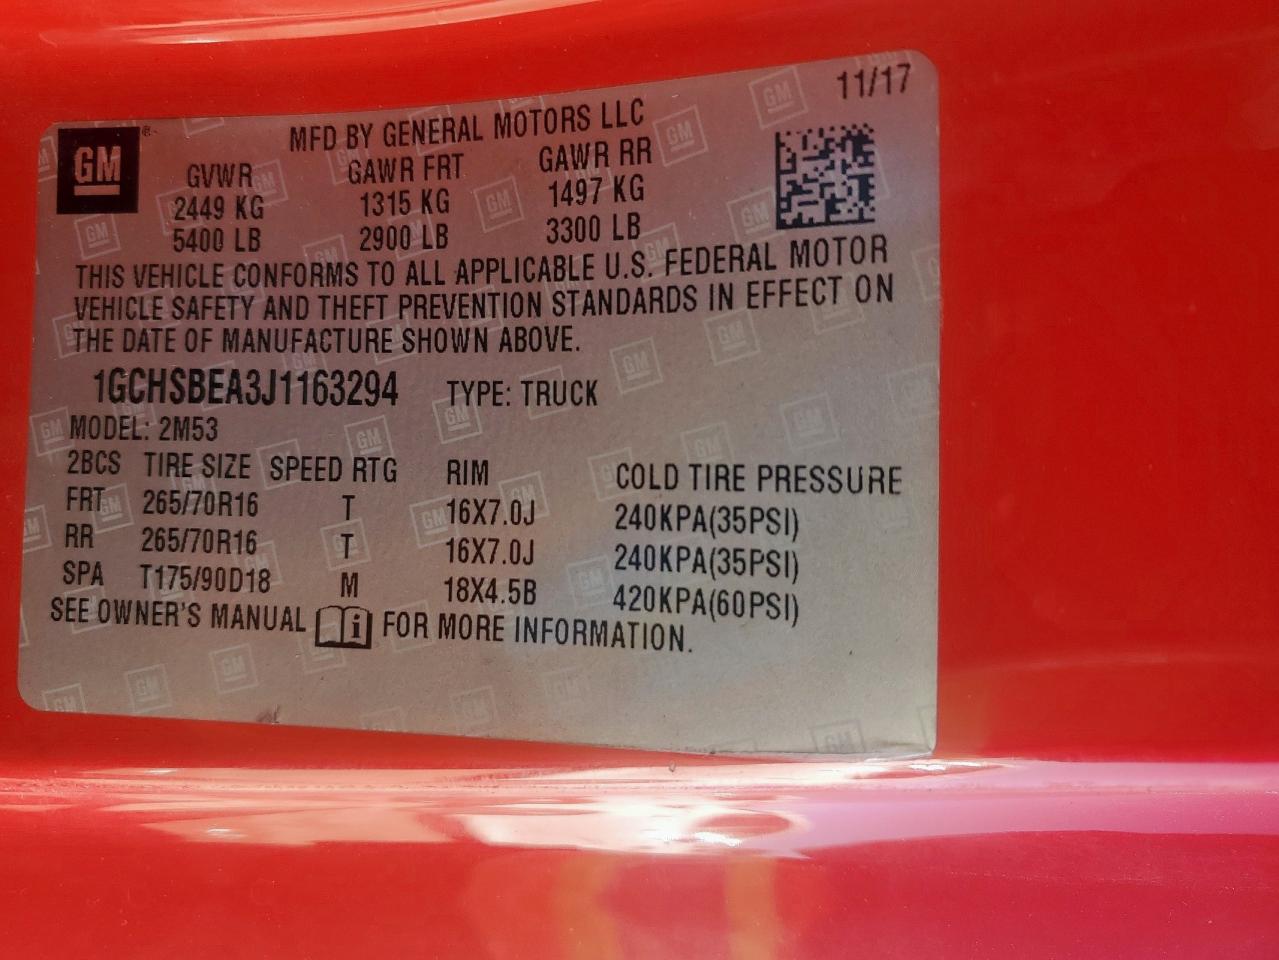 11/17
GM ® MFD BY GENERAL MOTORS LLC
GVWR GAWR FRT GAWR RR
2449 KG 1315 KG 1497 KG
5400 LB 2900 LB 3300 LB
THIS VEHICLE CONFORMS TO ALL APPLICABLE U.S. FEDERAL MOTOR
VEHICLE SAFETY AND THEFT PREVENTION STANDARDS IN EFFECT ON
THE DATE OF MANUFACTURE SHOWN ABOVE.
1GCHSBEA3J1163294 TYPE: TRUCK
MODEL: 2M53
2BCS TIRE SIZE SPEED RTG RIM COLD TIRE PRESSURE
FRT 265/70R16 T 16X7.0J 240KPA(35PSI)
RR 265/70R16 T 16X7.0J 240KPA(35PSI)
SPA T175/90D18 M 18X4.5B 420KPA(60PSI)
SEE OWNER'S MANUAL i FOR MORE INFORMATION.